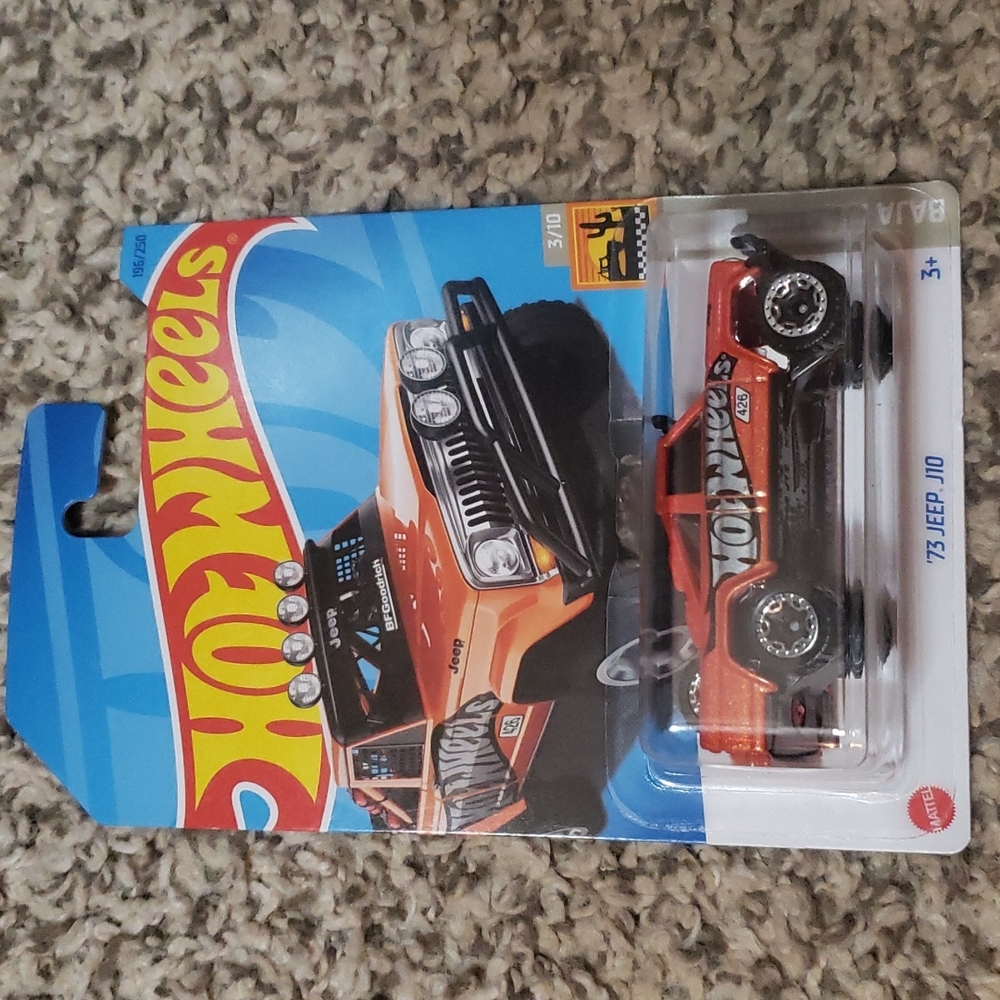 196/250
HOT WHEELS®
3/10
Jeep
BFGoodrich
Jeep
HOT WHEELS
426
HOT WHEELS®
426
BAJA
3+
'73 JEEP® J10
MATTEL